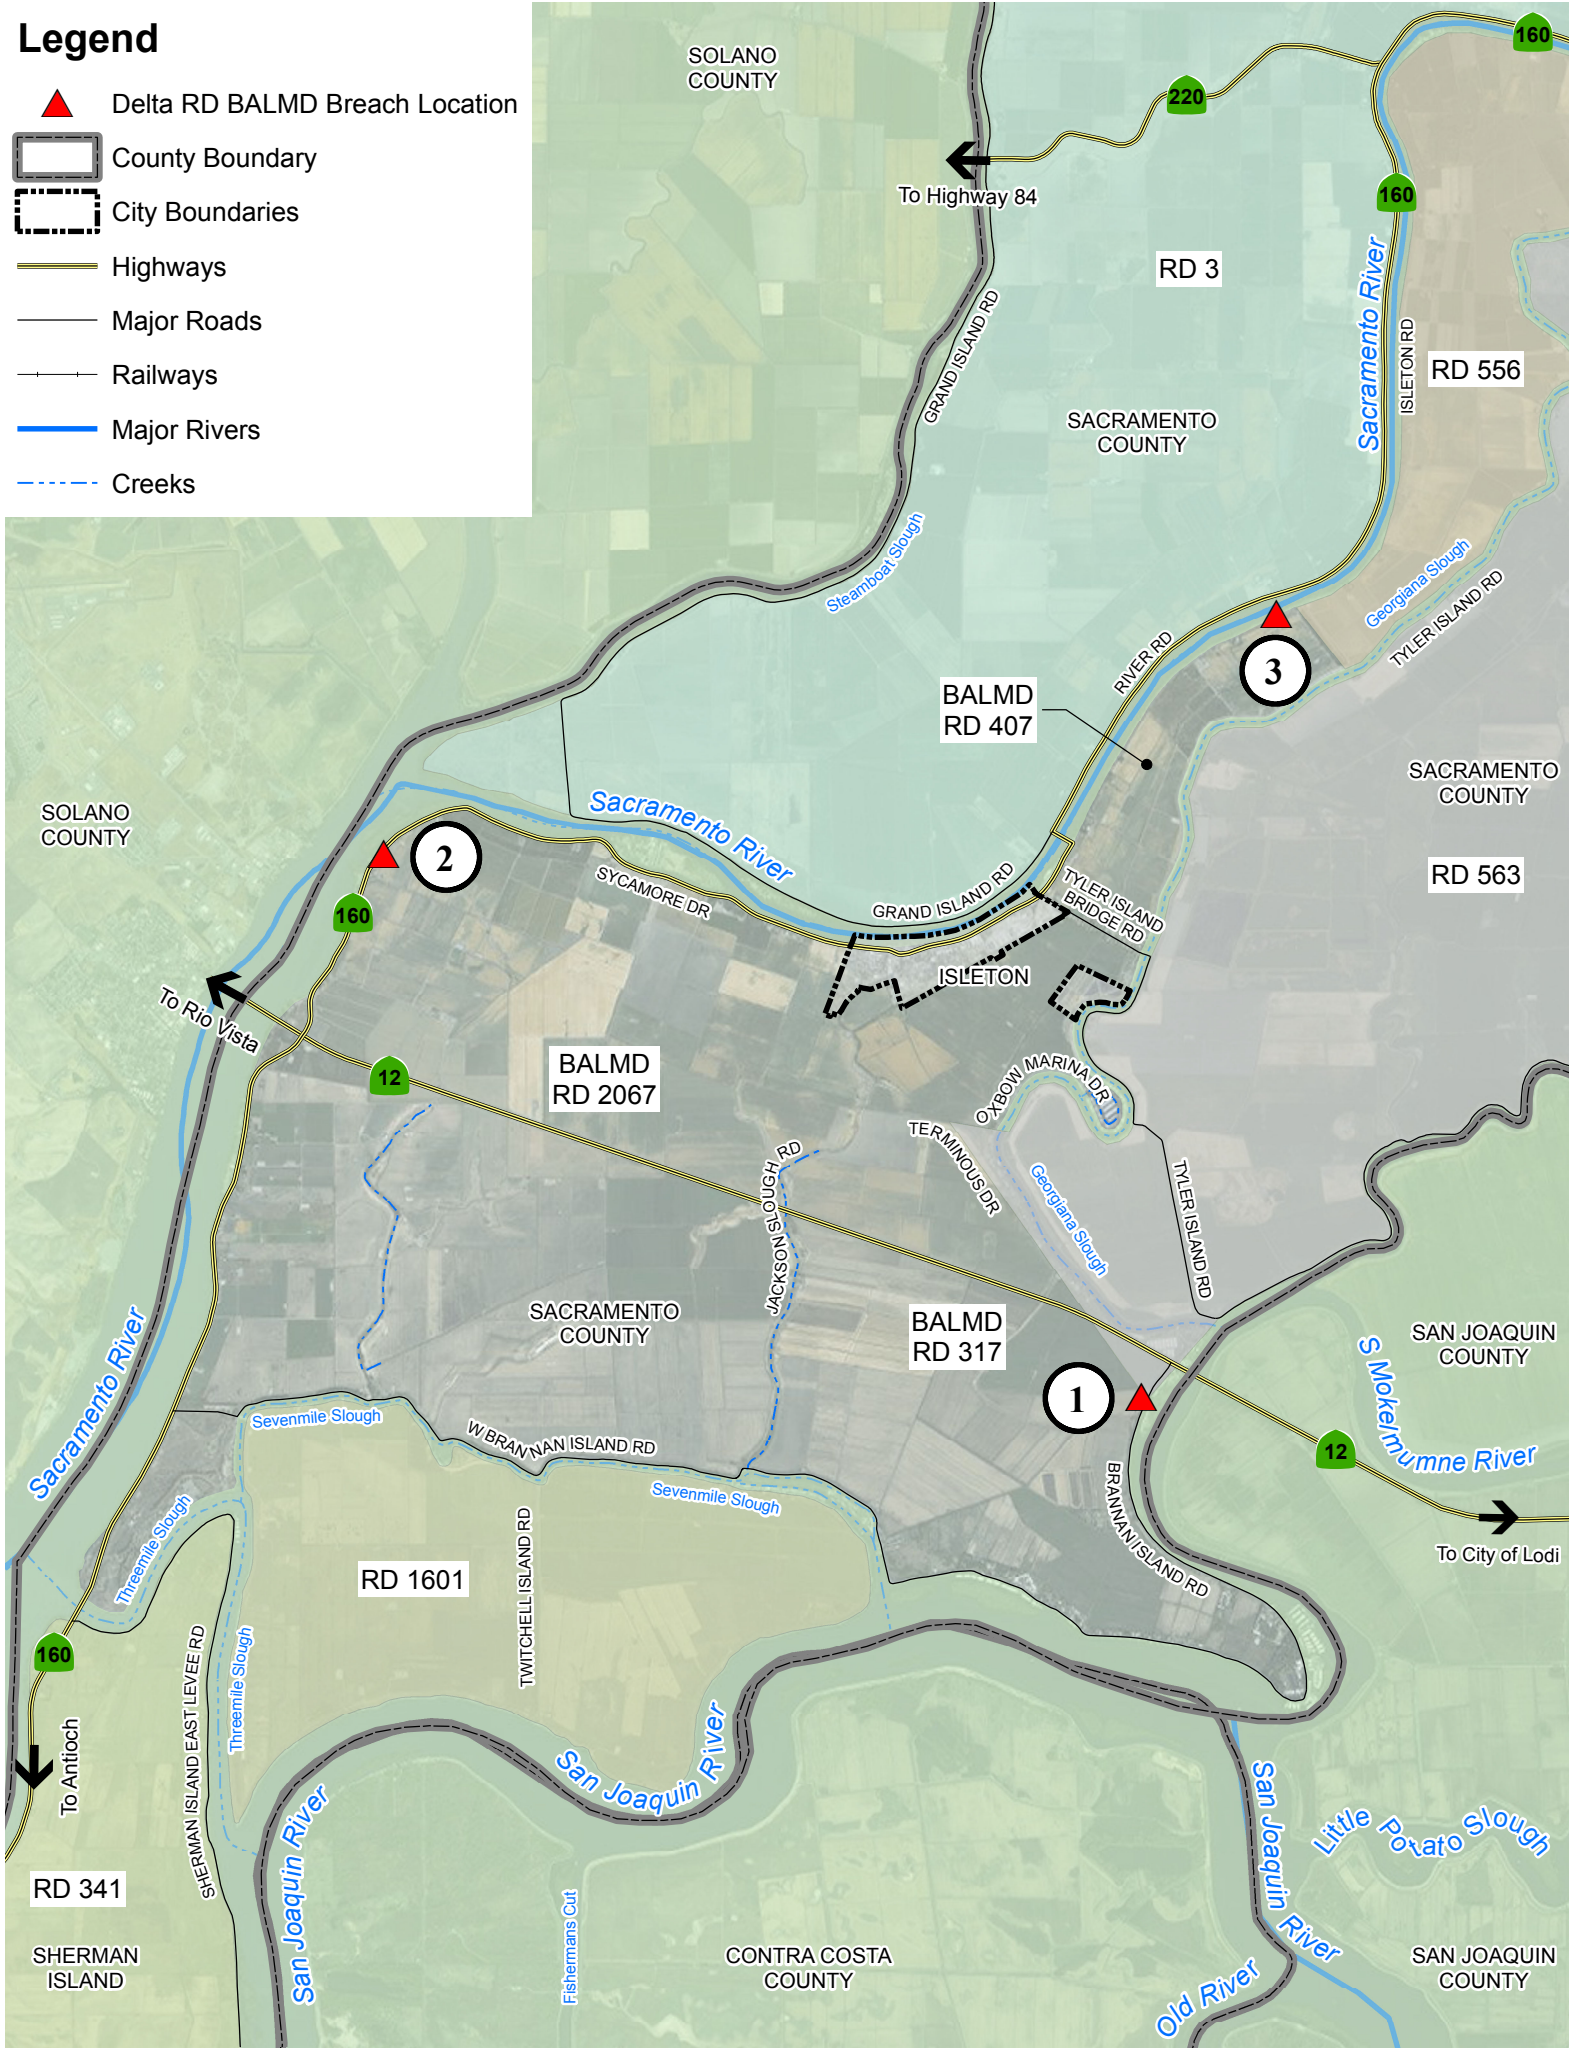 Legend
Delta RD BALMD Breach Location
County Boundary
City Boundaries
Highways
Major Roads
Railways
Major Rivers
Creeks
SOLANO
COUNTY
160
220
To Highway 84
160
RD 3
Sacramento River
ISLETON RD
RD 556
GRAND ISLAND RD
SACRAMENTO
COUNTY
Steamboat Slough
Georgiana Slough
TYLER ISLAND RD
RIVER RD
3
BALMD
RD 407
SACRAMENTO
COUNTY
RD 563
SOLANO
COUNTY
Sacramento River
2
160
SYCAMORE DR
GRAND ISLAND RD
TYLER ISLAND
BRIDGE RD
ISLETON
To Rio Vista
12
BALMD
RD 2067
OXBOW MARINA DR
TERMINOUS DR
JACKSON SLOUGH RD
Georgiana Slough
TYLER ISLAND RD
SACRAMENTO
COUNTY
BALMD
RD 317
SAN JOAQUIN
COUNTY
S Mokelmumne River
Sacramento River
1
Sevenmile Slough
W BRANNAN ISLAND RD
Sevenmile Slough
12
To City of Lodi
BRANNAN ISLAND RD
Threemile Slough
RD 1601
TWITCHELL ISLAND RD
160
SHERMAN ISLAND EAST LEVEE RD
Threemile Slough
To Antioch
San Joaquin River
San Joaquin River
San Joaquin River
Little Potato Slough
RD 341
Fishermans Cut
SHERMAN
ISLAND
CONTRA COSTA
COUNTY
Old River
SAN JOAQUIN
COUNTY